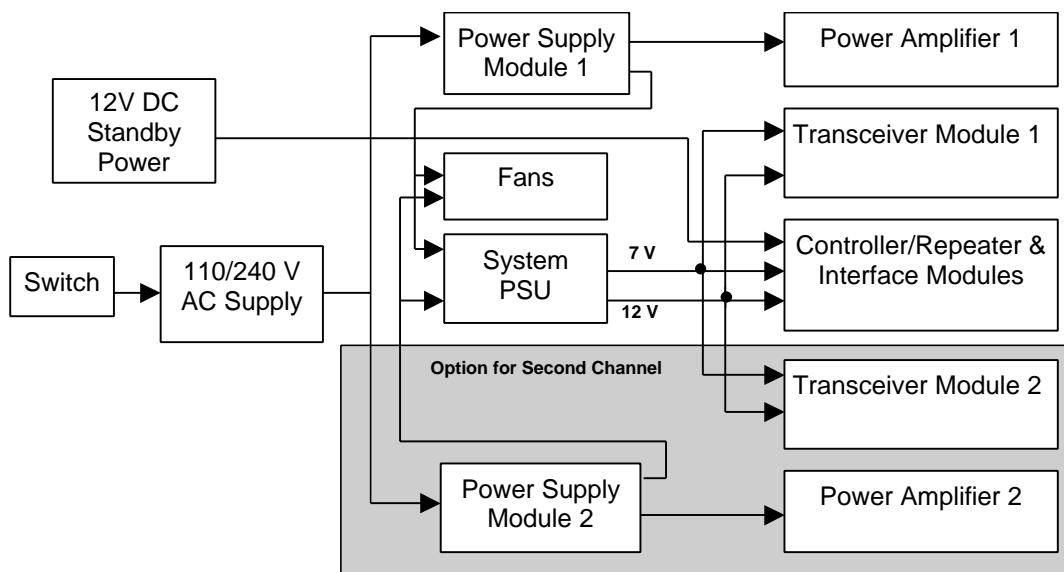 Power Supply
Module 1
Power Amplifier 1
12V DC
Standby
Power
Transceiver Module 1
Fans
Switch
110/240 V
AC Supply
System
PSU
7 V
12 V
Controller/Repeater &
Interface Modules
Option for Second Channel
Transceiver Module 2
Power Supply
Module 2
Power Amplifier 2